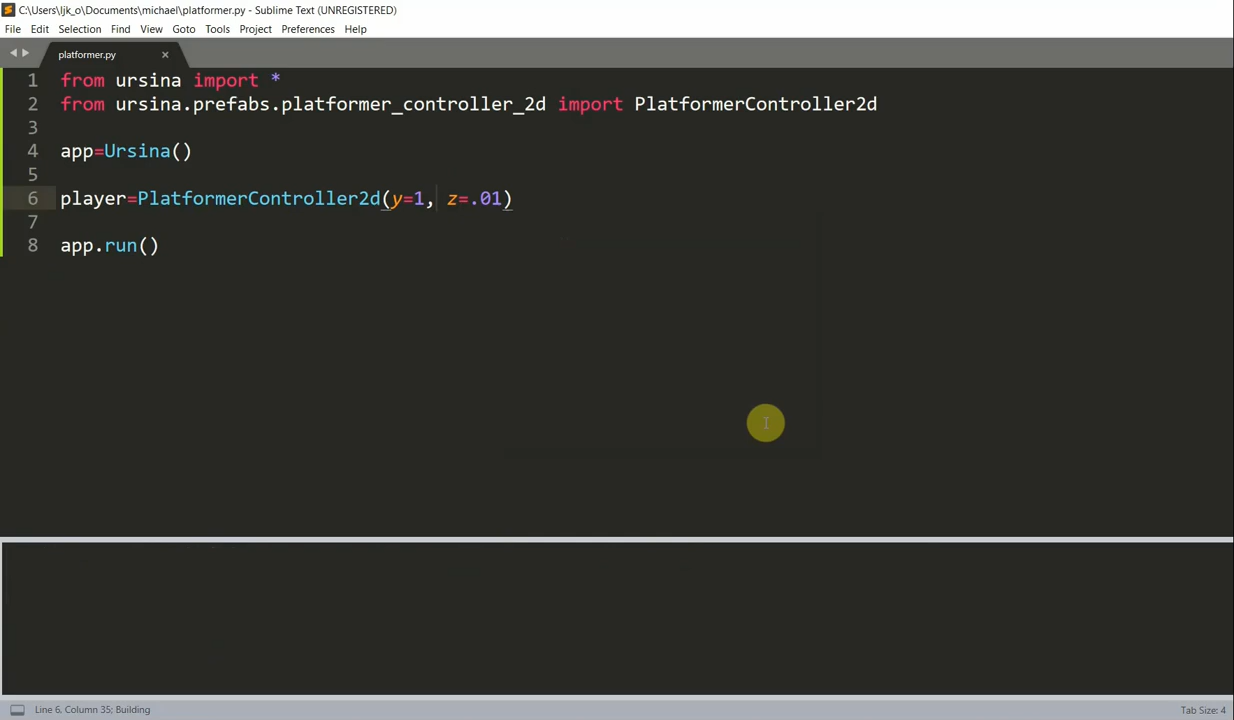 C:\Users\ljk_o\Documents\michael\platformer.py - Sublime Text (UNREGISTERED)
File Edit Selection Find View Goto Tools Project Preferences Help
platformer.py ×
1 from ursina import *
2 from ursina.prefabs.platformer_controller_2d import PlatformerController2d
3
4 app=Ursina()
5
6 player=PlatformerController2d(y=1, z=.01)
7
8 app.run()
Line 6, Column 35; Building Tab Size: 4